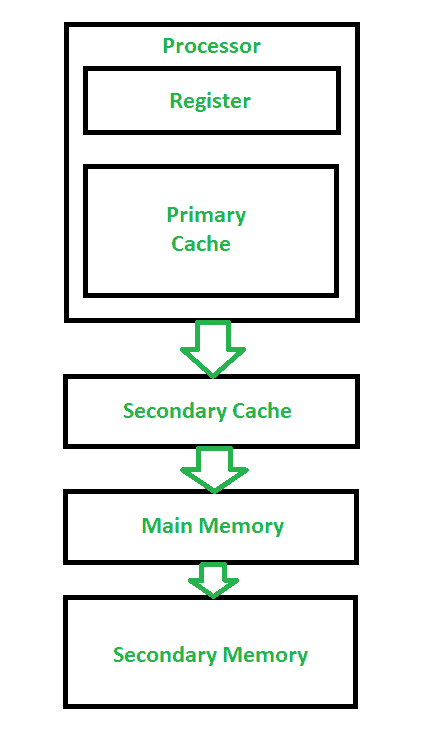 Processor
Register
Primary
Cache
Secondary Cache
Main Memory
Secondary Memory